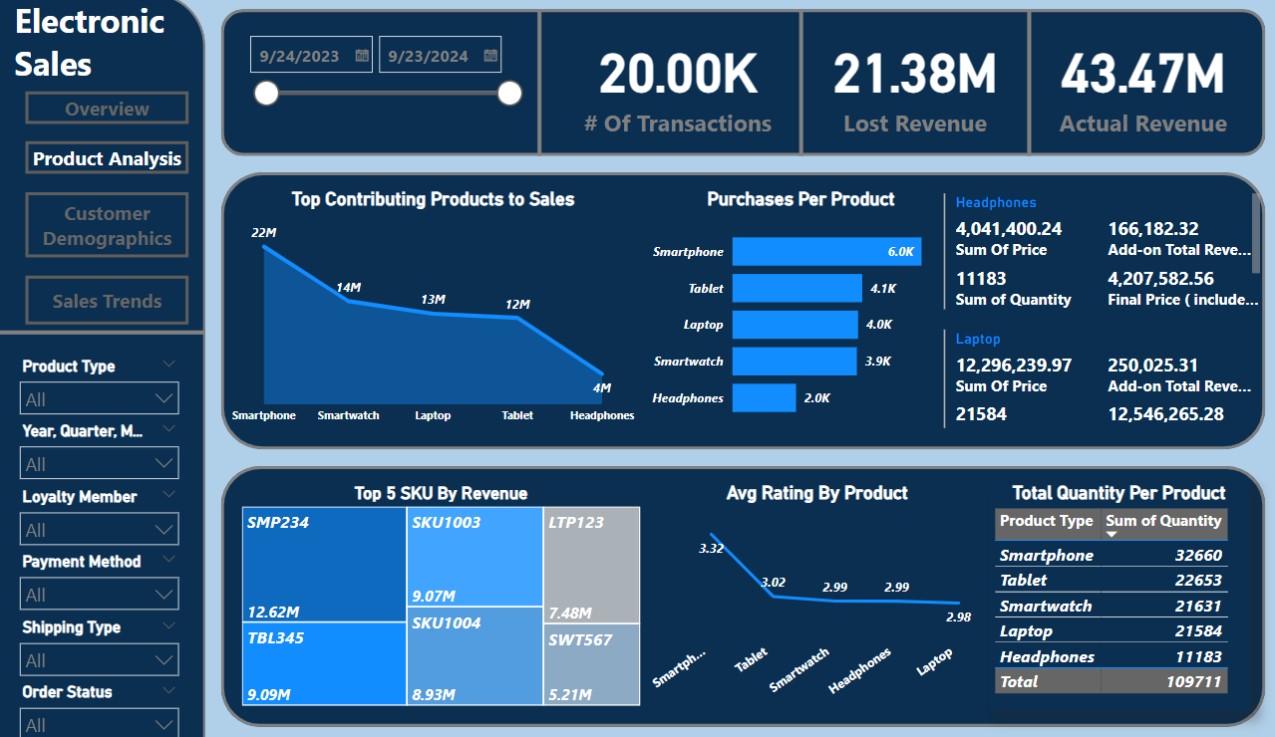 Electronic
Sales
Overview
Product Analysis
Customer
Demographics
Sales Trends
Product Type
All
Year, Quarter, M...
All
Loyalty Member
All
Payment Method
All
Shipping Type
All
Order Status
All
9/24/2023
9/23/2024
20.00K
# Of Transactions
21.38M
Lost Revenue
43.47M
Actual Revenue
Top Contributing Products to Sales
22M
14M
13M
12M
4M
Smartphone
Smartwatch
Laptop
Tablet
Headphones
Purchases Per Product
Smartphone 6.0K
Tablet 4.1K
Laptop 4.0K
Smartwatch 3.9K
Headphones 2.0K
Headphones
4,041,400.24 166,182.32
Sum Of Price Add-on Total Reve...
11183 4,207,582.56
Sum of Quantity Final Price ( include...
Laptop
12,296,239.97 250,025.31
Sum Of Price Add-on Total Reve...
21584 12,546,265.28
Top 5 SKU By Revenue
SMP234
12.62M
TBL345
9.09M
SKU1003
9.07M
SKU1004
8.93M
LTP123
7.48M
SWT567
5.21M
Avg Rating By Product
3.32
3.02
2.99
2.99
2.98
Smartph...
Tablet
Smartwatch
Headphones
Laptop
Total Quantity Per Product
Product Type Sum of Quantity
Smartphone 32660
Tablet 22653
Smartwatch 21631
Laptop 21584
Headphones 11183
Total 109711